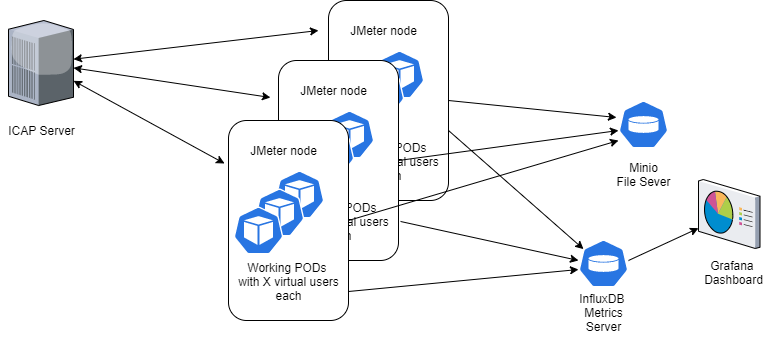 JMeter node
PODs
al users
JMeter node
PODs
ual users
JMeter node
Working PODs
with X virtual users
each
ICAP Server
Minio
File Sever
InfluxDB
Metrics
Server
Grafana
Dashboard